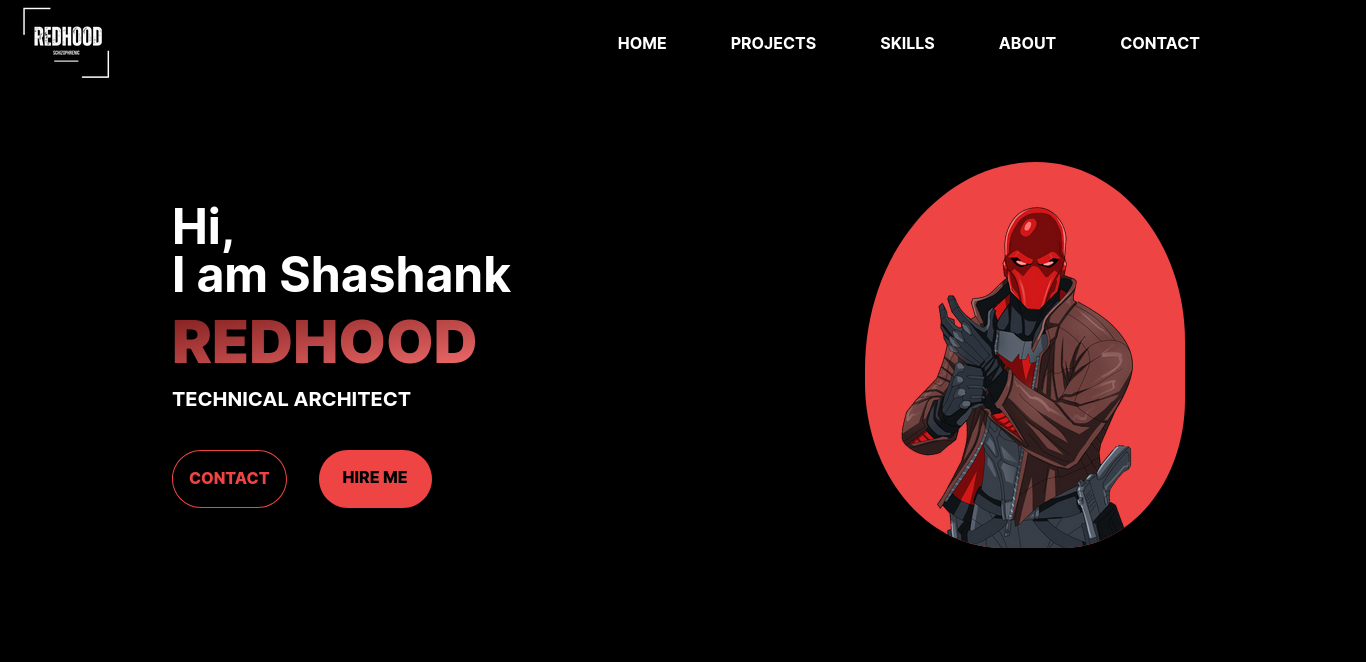 REDHOOD
SCHIZOPHRENIC
HOME PROJECTS SKILLS ABOUT CONTACT
Hi,
I am Shashank
REDHOOD
TECHNICAL ARCHITECT
CONTACT HIRE ME